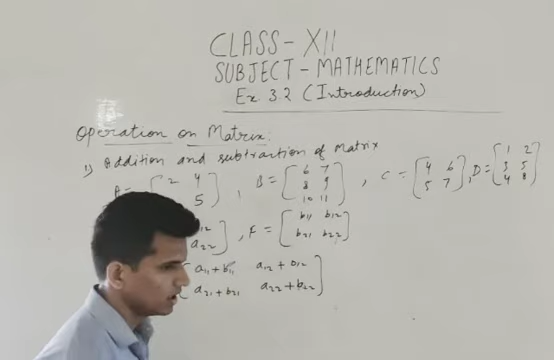 CLASS-XII
SUBJECT-MATHEMATICS
Ex 3.2 (Introduction)
Operation on Matrix:
1) Addition and subtraction of Matrix
A = [ 2 4 , B = [ 6 7 , C = [ 4 6 , D = [ 1 2
5 ] 8 9 5 7 ] 3 5
10 11 ] 4 8 ]
12 , F = [ b11 b12
a22 ] b21 b22 ]
a11+b11 a12+b12
a21+b21 a22+b22 ]